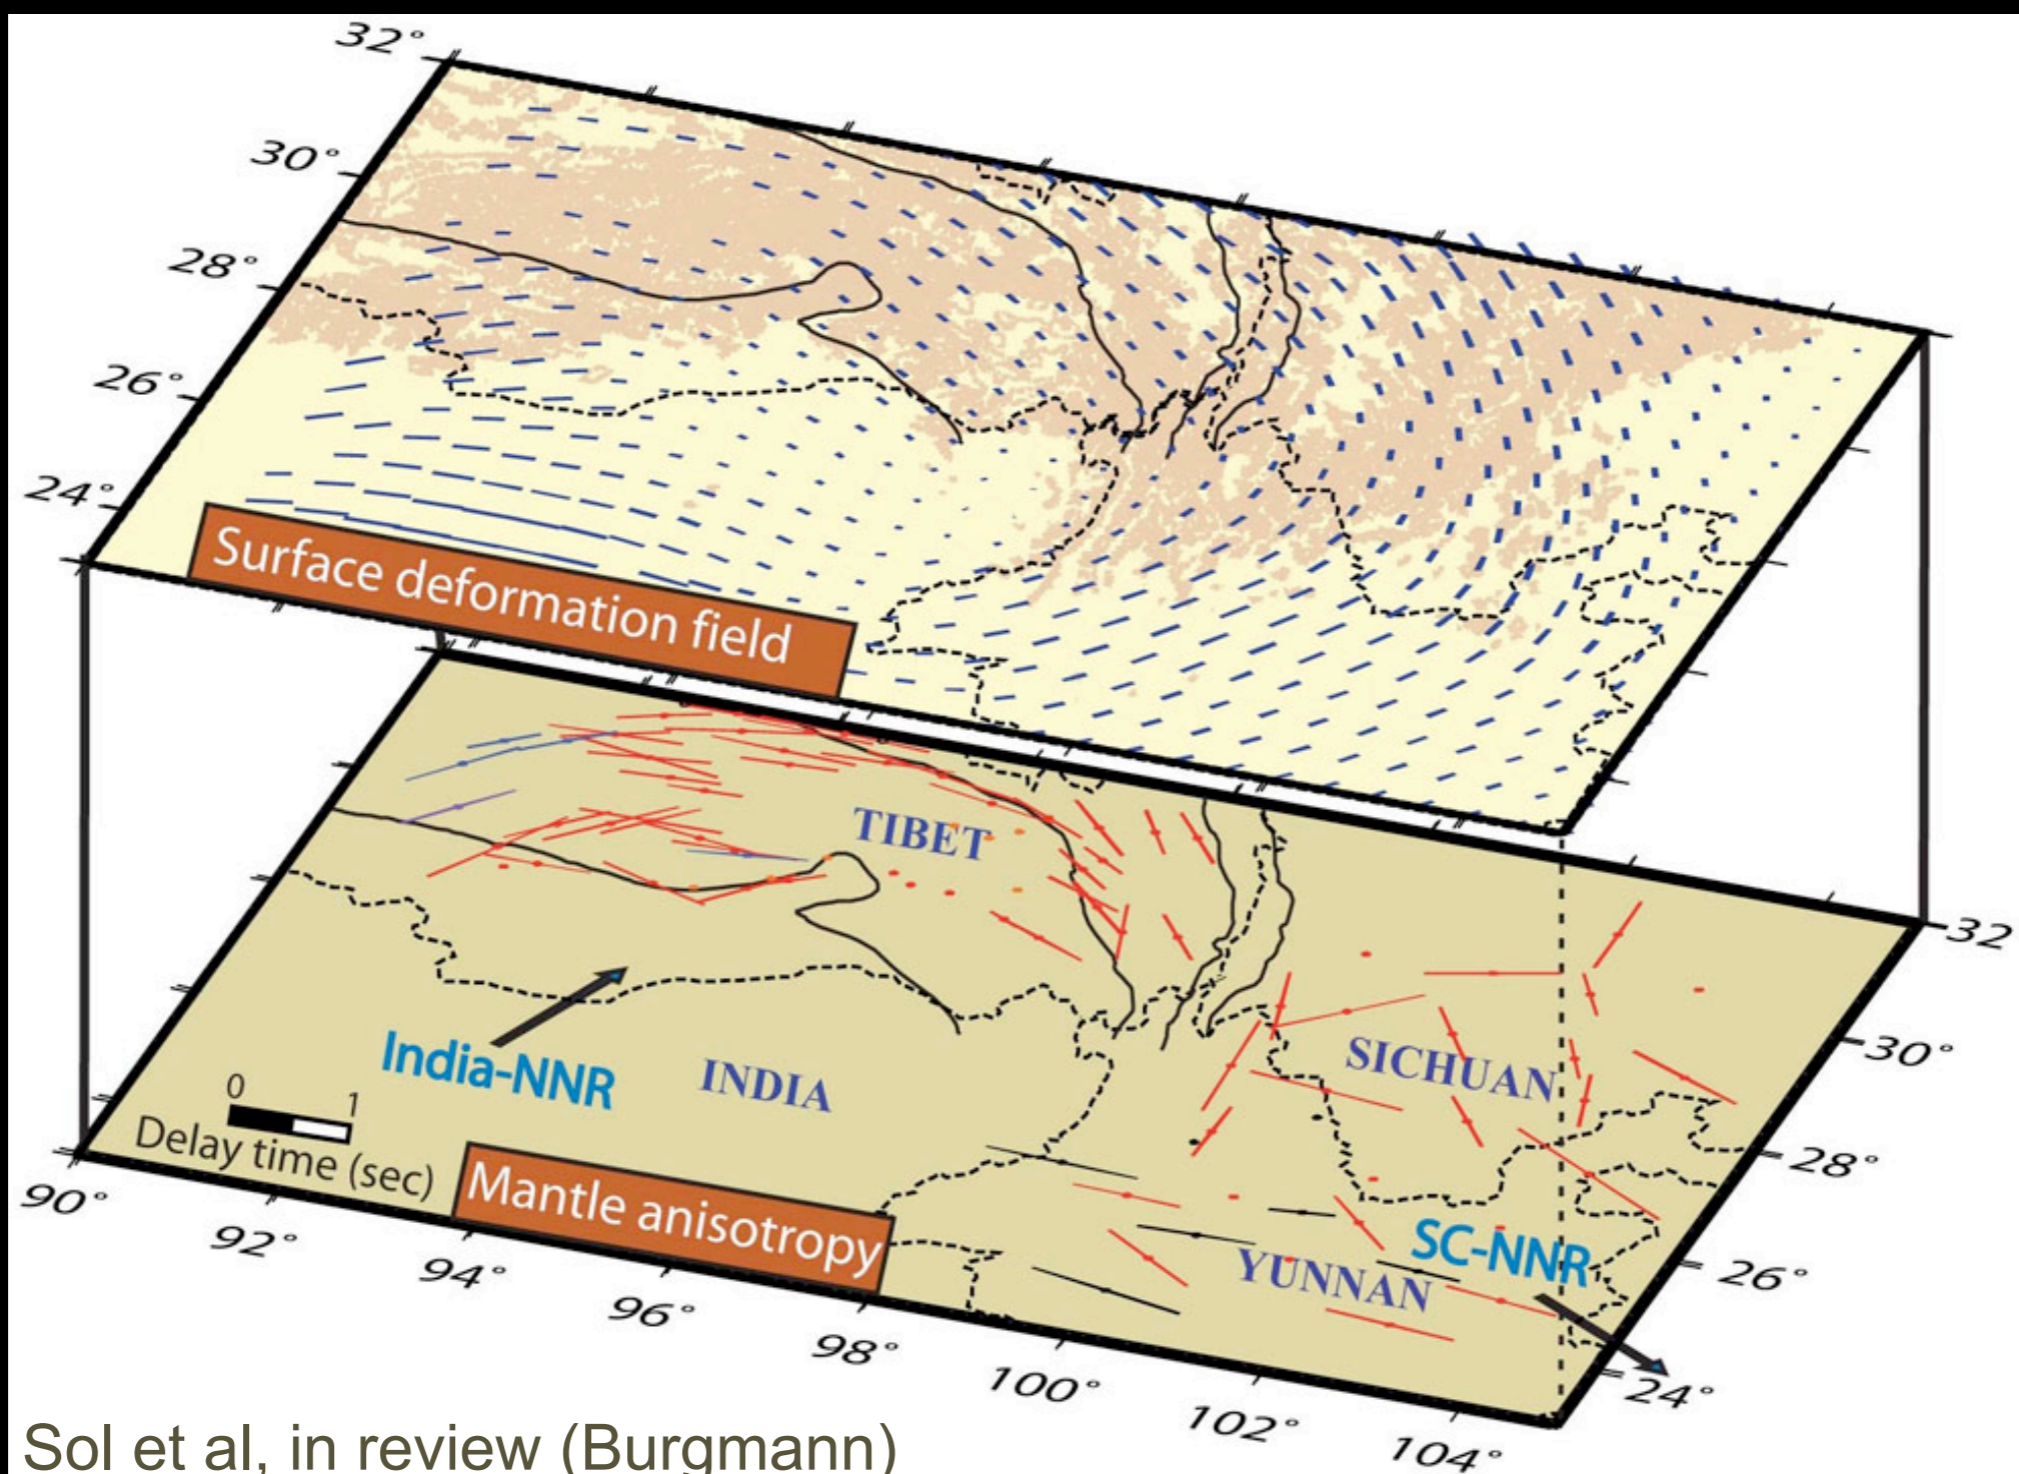 32°
30°
28°
26°
24°
Surface deformation field
TIBET
32
SICHUAN
30°
India-NNR
INDIA
0 1
Delay time (sec)
28°
Mantle anisotropy
SC-NNR
YUNNAN
26°
24°
90°
92°
94°
96°
98°
100°
102°
104°
Sol et al, in review (Burgmann)